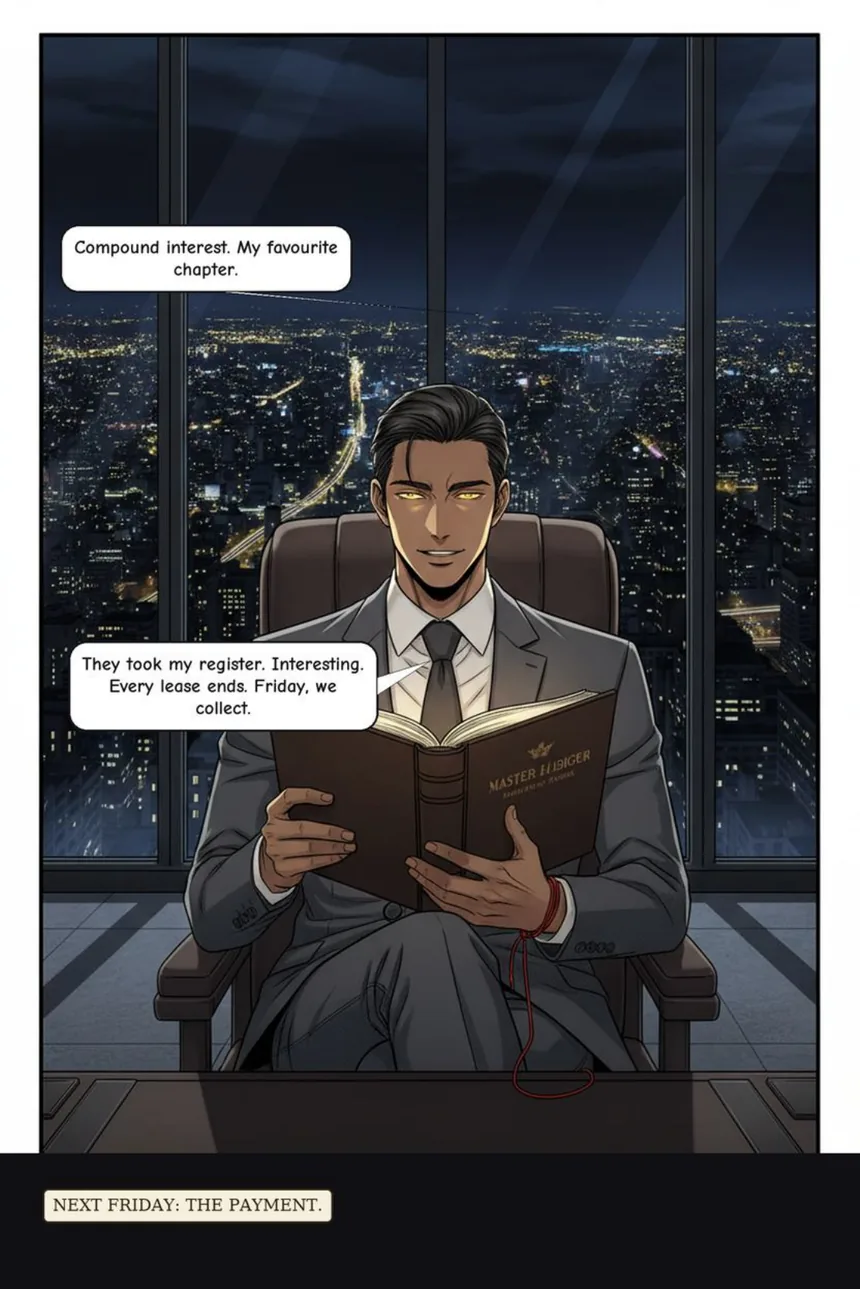 Compound interest. My favourite
chapter.
They took my register. Interesting.
Every lease ends. Friday, we
collect.
MASTER
NEXT FRIDAY: THE PAYMENT.